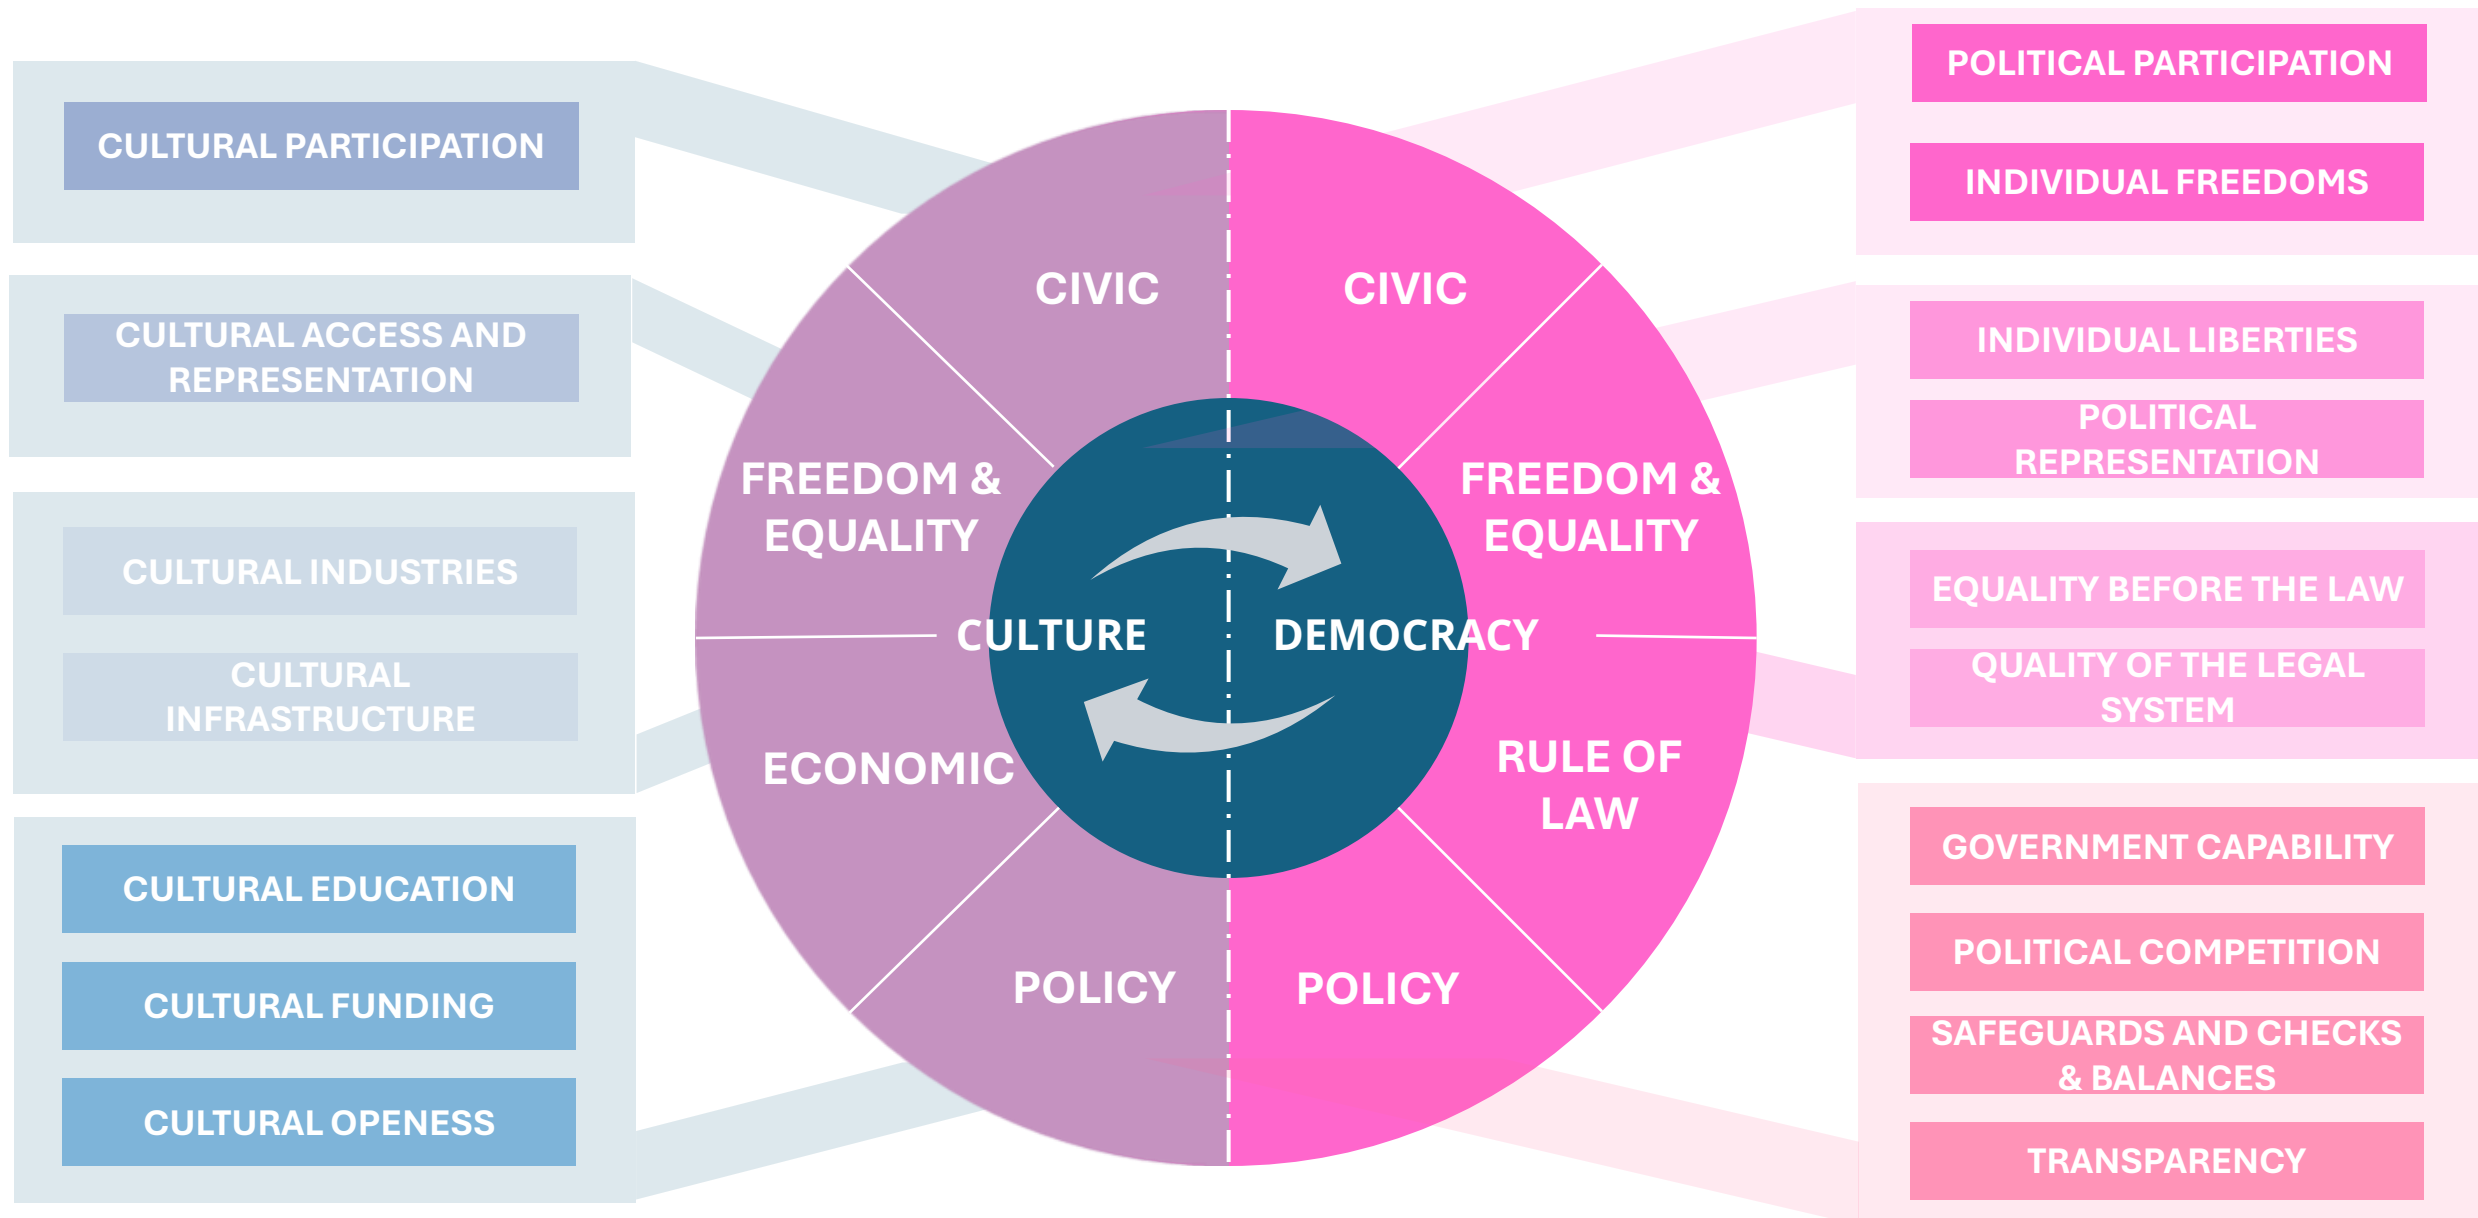 CULTURAL PARTICIPATION
CULTURAL ACCESS AND
REPRESENTATION
CULTURAL INDUSTRIES
CULTURAL
INFRASTRUCTURE
CULTURAL EDUCATION
CULTURAL FUNDING
CULTURAL OPENESS
CIVIC
CIVIC
FREEDOM &
EQUALITY
FREEDOM &
EQUALITY
CULTURE
DEMOCRACY
ECONOMIC
RULE OF
LAW
POLICY
POLICY
POLITICAL PARTICIPATION
INDIVIDUAL FREEDOMS
INDIVIDUAL LIBERTIES
POLITICAL
REPRESENTATION
EQUALITY BEFORE THE LAW
QUALITY OF THE LEGAL
SYSTEM
GOVERNMENT CAPABILITY
POLITICAL COMPETITION
SAFEGUARDS AND CHECKS
& BALANCES
TRANSPARENCY